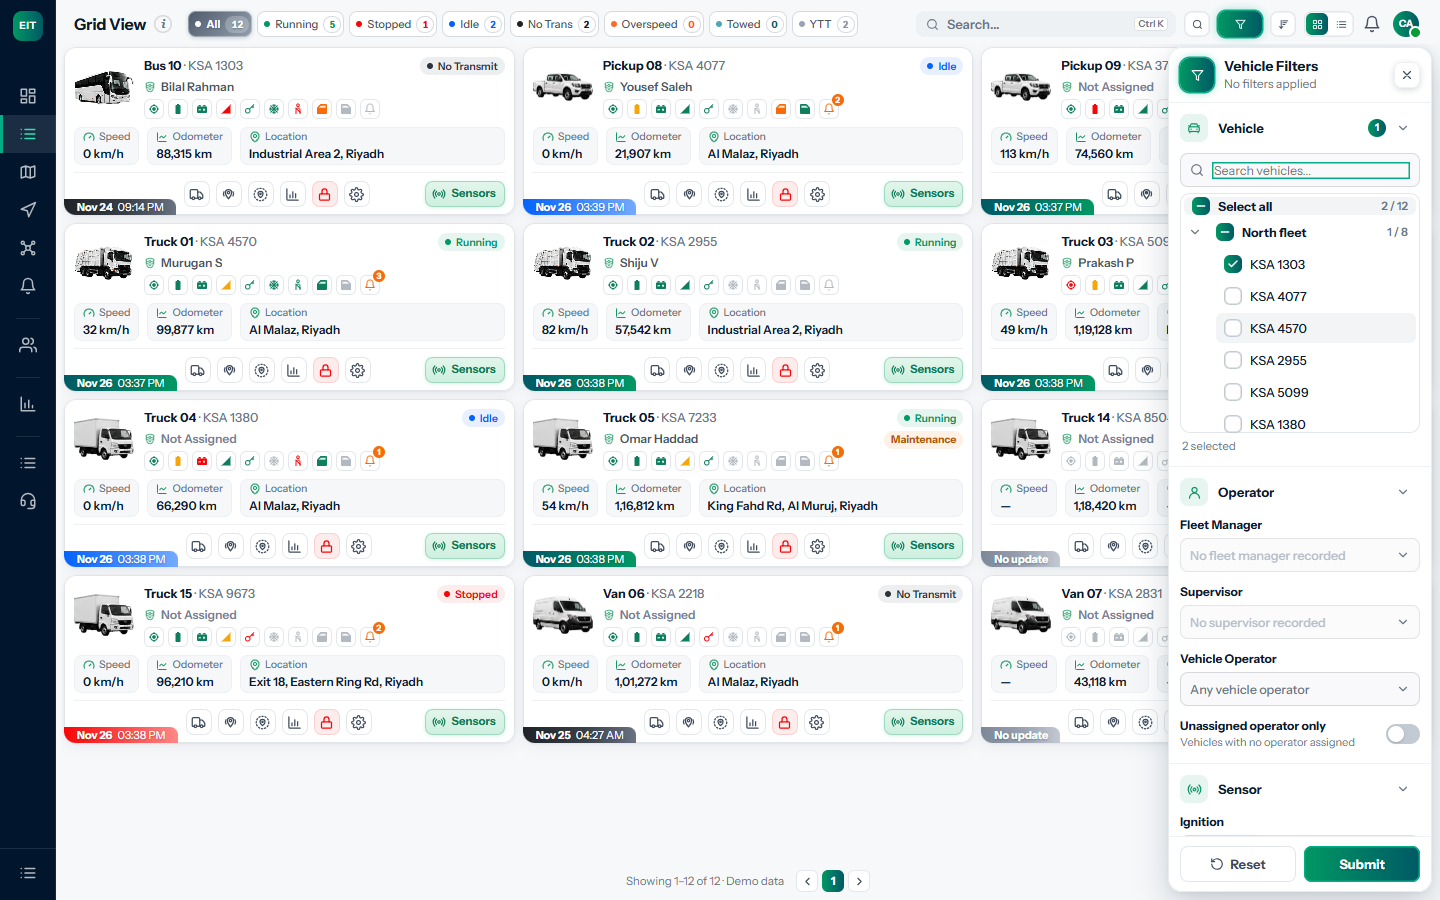 EIT
Grid View
All 12
Running 5
Stopped 1
Idle 2
No Trans 2
Overspeed 0
Towed 0
YTT 2
Search...
Ctrl K
CA
Bus 10 · KSA 1303
No Transmit
Bilal Rahman
Speed
0 km/h
Odometer
88,315 km
Location
Industrial Area 2, Riyadh
Nov 24 09:14 PM
Sensors
Pickup 08 · KSA 4077
Idle
Yousef Saleh
2
Speed
0 km/h
Odometer
21,907 km
Location
Al Malaz, Riyadh
Nov 26 03:39 PM
Sensors
Pickup 09 · KSA 37
Not Assigned
Speed
113 km/h
Odometer
74,560 km
Nov 26 03:37 PM
Truck 01 · KSA 4570
Running
Murugan S
3
Speed
32 km/h
Odometer
99,877 km
Location
Al Malaz, Riyadh
Nov 26 03:37 PM
Sensors
Truck 02 · KSA 2955
Running
Shiju V
Speed
82 km/h
Odometer
57,542 km
Location
Industrial Area 2, Riyadh
Nov 26 03:38 PM
Sensors
Truck 03 · KSA 509
Prakash P
Speed
49 km/h
Odometer
1,19,128 km
Nov 26 03:38 PM
Truck 04 · KSA 1380
Idle
Not Assigned
1
Speed
0 km/h
Odometer
66,290 km
Location
Al Malaz, Riyadh
Nov 26 03:38 PM
Sensors
Truck 05 · KSA 7233
Running
Omar Haddad
Maintenance
1
Speed
54 km/h
Odometer
1,16,812 km
Location
King Fahd Rd, Al Muruj, Riyadh
Nov 26 03:38 PM
Sensors
Truck 14 · KSA 850
Not Assigned
Speed
—
Odometer
1,18,420 km
No update
Truck 15 · KSA 9673
Stopped
Not Assigned
2
Speed
0 km/h
Odometer
96,210 km
Location
Exit 18, Eastern Ring Rd, Riyadh
Nov 26 03:38 PM
Sensors
Van 06 · KSA 2218
No Transmit
Not Assigned
1
Speed
0 km/h
Odometer
1,01,272 km
Location
Al Malaz, Riyadh
Nov 25 04:27 AM
Sensors
Van 07 · KSA 2831
Not Assigned
Speed
—
Odometer
43,118 km
No update
Showing 1–12 of 12 · Demo data
1
Vehicle Filters
No filters applied
Vehicle
1
Search vehicles...
Select all
2 / 12
North fleet
1 / 8
KSA 1303
KSA 4077
KSA 4570
KSA 2955
KSA 5099
KSA 1380
2 selected
Operator
Fleet Manager
No fleet manager recorded
Supervisor
No supervisor recorded
Vehicle Operator
Any vehicle operator
Unassigned operator only
Vehicles with no operator assigned
Sensor
Ignition
Reset
Submit